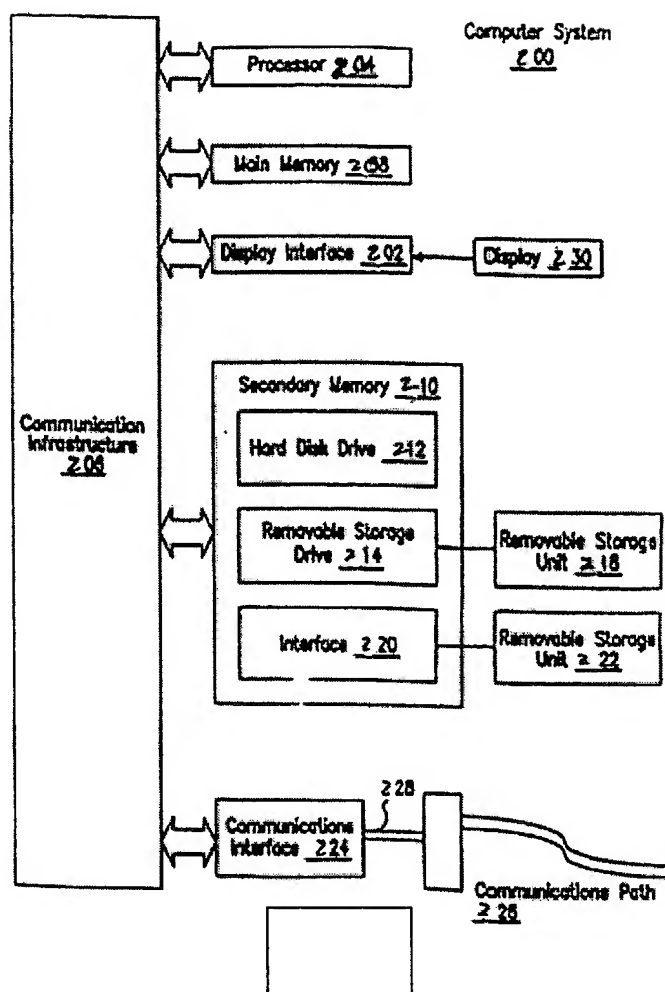 Computer System
200
Processor 204
Main Memory 208
Display Interface 202
Display 230
Secondary Memory 210
Communication
Infrastructure
206
Hard Disk Drive 212
Removable Storage
Drive 214
Removable Storage
Unit 218
Interface 220
Removable Storage
Unit 222
228
Communications
Interface 224
Communications Path
226